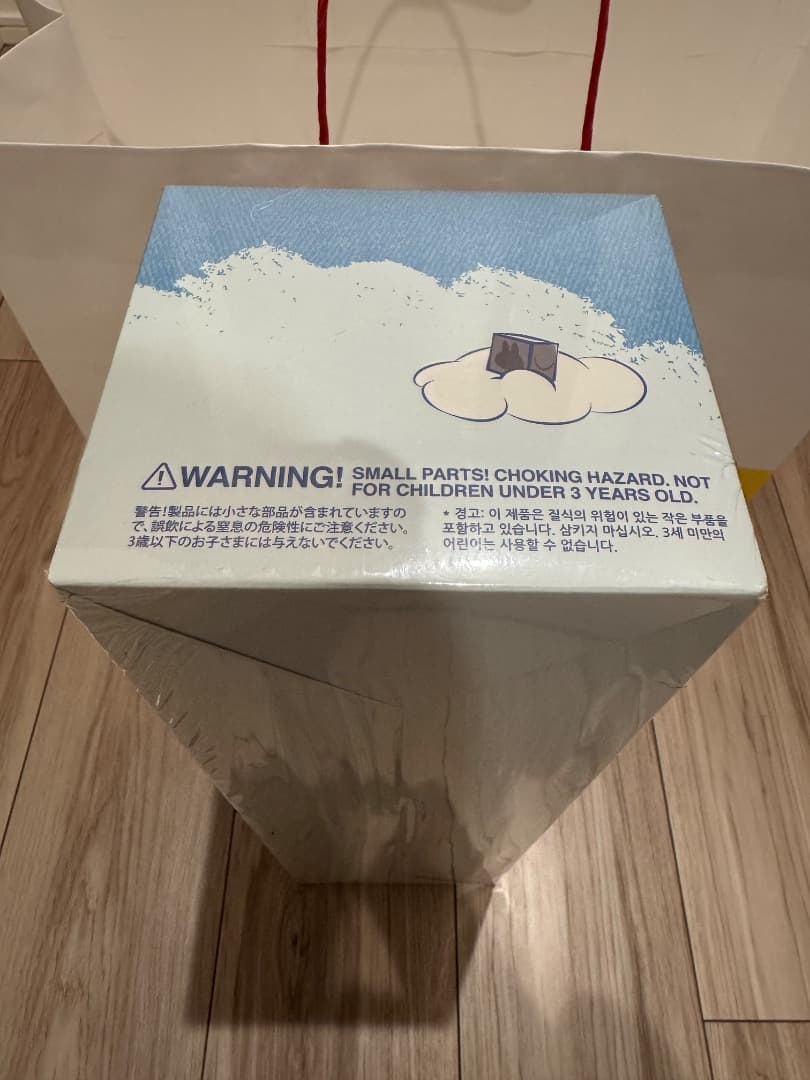 WARNING! SMALL PARTS! CHOKING HAZARD. NOT
FOR CHILDREN UNDER 3 YEARS OLD.
警告!製品には小さな部品が含まれていますの
で、誤飲による窒息の危険性にご注意ください。
3歳以下のお子さまには与えないでください。
* 경고: 이 제품은 질식의 위험이 있는 작은 부품을
포함하고 있습니다. 삼키지 마십시오. 3세 미만의
어린이는 사용할 수 없습니다.